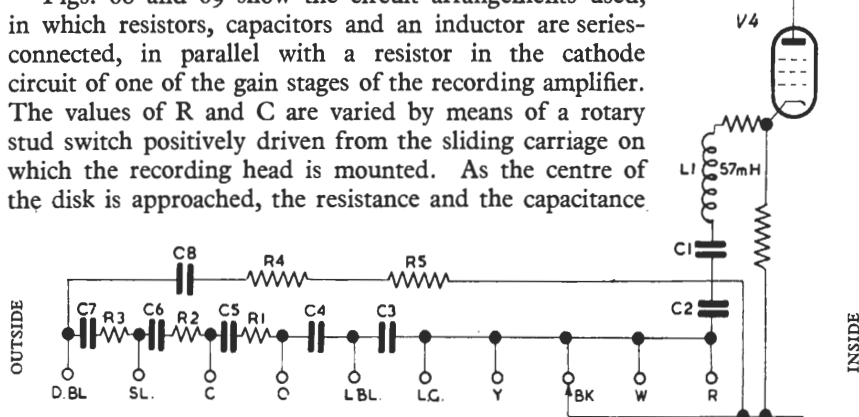 Figs. 68 and 69 show the circuit arrangements used,
in which resistors, capacitors and an inductor are series-
connected, in parallel with a resistor in the cathode
circuit of one of the gain stages of the recording amplifier.
The values of R and C are varied by means of a rotary
stud switch positively driven from the sliding carriage on
which the recording head is mounted. As the centre of
the disk is approached, the resistance and the capacitance
V4
L1 57mH
C1
C2
C8 R4 R5
C7 R3 C6 R2 C5 R1 C4 C3
OUTSIDE
INSIDE
D.BL SL. C O L BL. L.G. Y BK W R